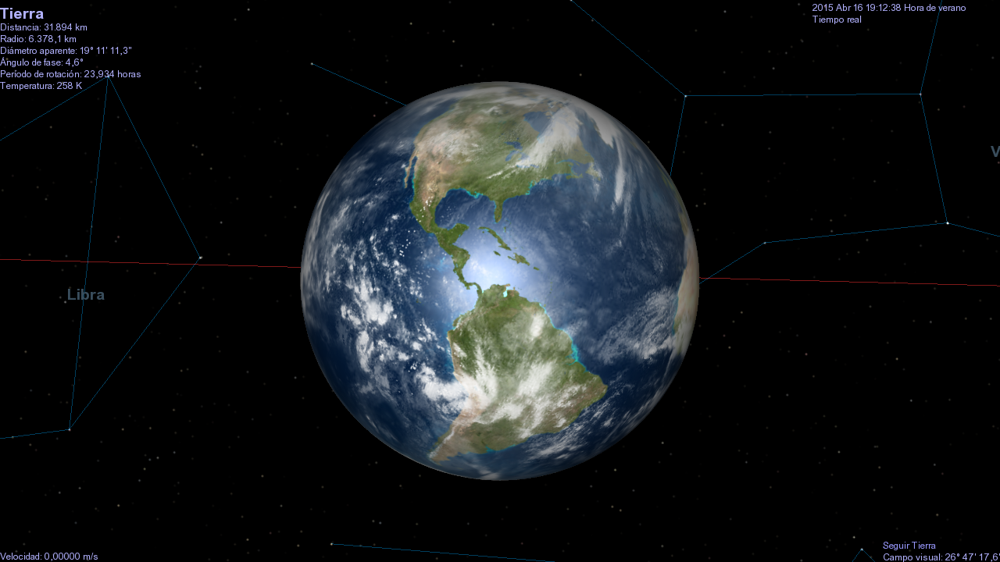 Tierra
Distancia: 31.894 km
Radio: 6.378,1 km
Diámetro aparente: 19° 11' 11,3"
Ángulo de fase: 4,6°
Período de rotación: 23,934 horas
Temperatura: 258 K
2015 Abr 16 19:12:38 Hora de verano
Tiempo real
V
Libra
Velocidad: 0,00000 m/s
Seguir Tierra
Campo visual: 26° 47' 17,6